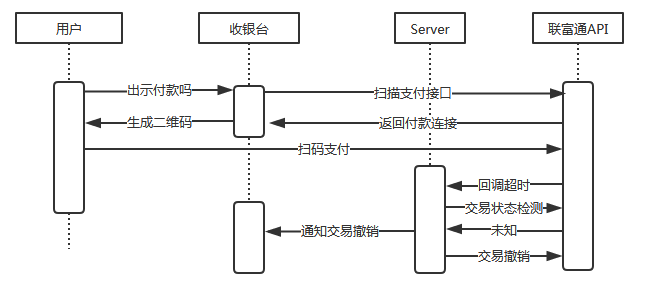 用户
收银台
Server
联富通API
出示付款吗
扫描支付接口
生成二维码
返回付款连接
扫码支付
回调超时
交易状态检测
未知
通知交易撤销
交易撤销